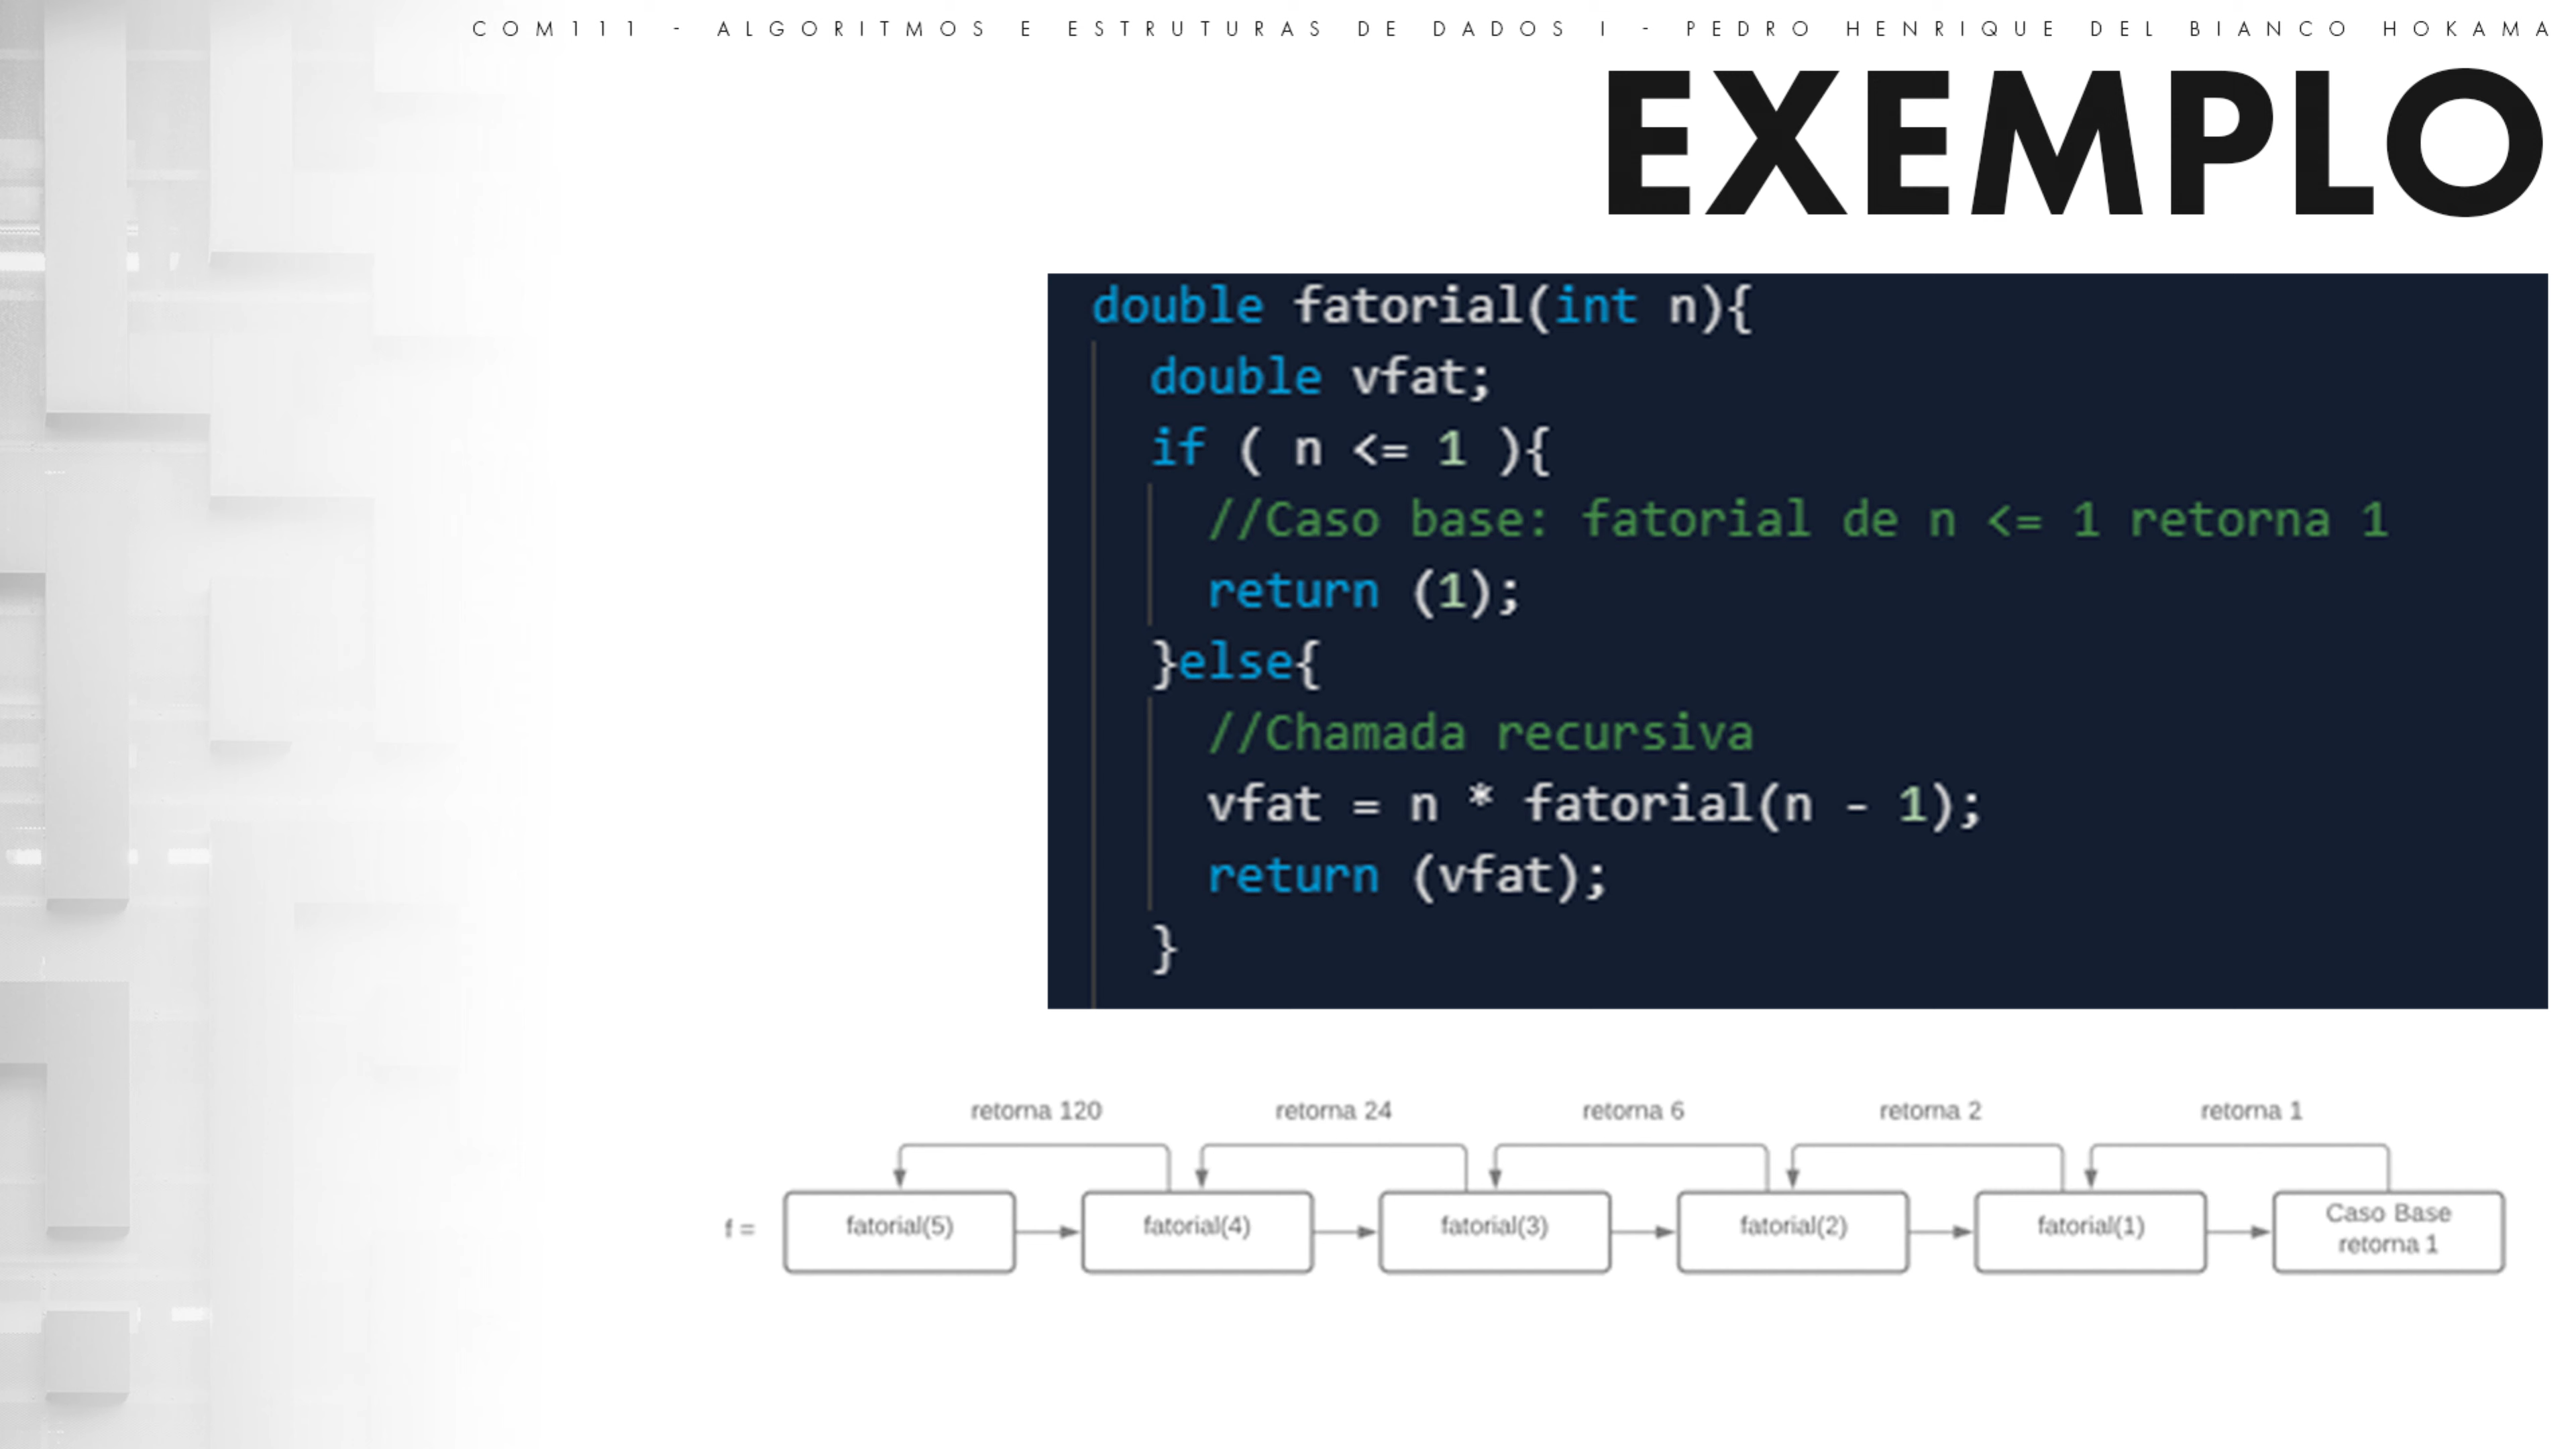 COM111 - ALGORITMOS E ESTRUTURAS DE DADOS I - PEDRO HENRIQUE DEL BIANCO HOKAMA
EXEMPLO
double fatorial(int n){
double vfat;
if ( n <= 1 ){
//Caso base: fatorial de n <= 1 retorna 1
return (1);
}else{
//Chamada recursiva
vfat = n * fatorial(n - 1);
return (vfat);
}
retorna 120 retorna 24 retorna 6 retorna 2 retorna 1
f = fatorial(5) fatorial(4) fatorial(3) fatorial(2) fatorial(1) Caso Base
retorna 1